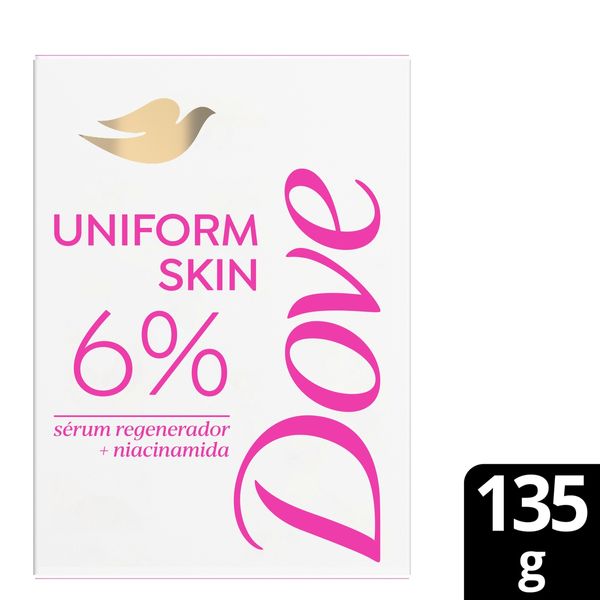 UNIFORM
SKIN
6%
sérum regenerador
+ niacinamida
Dove
135
g